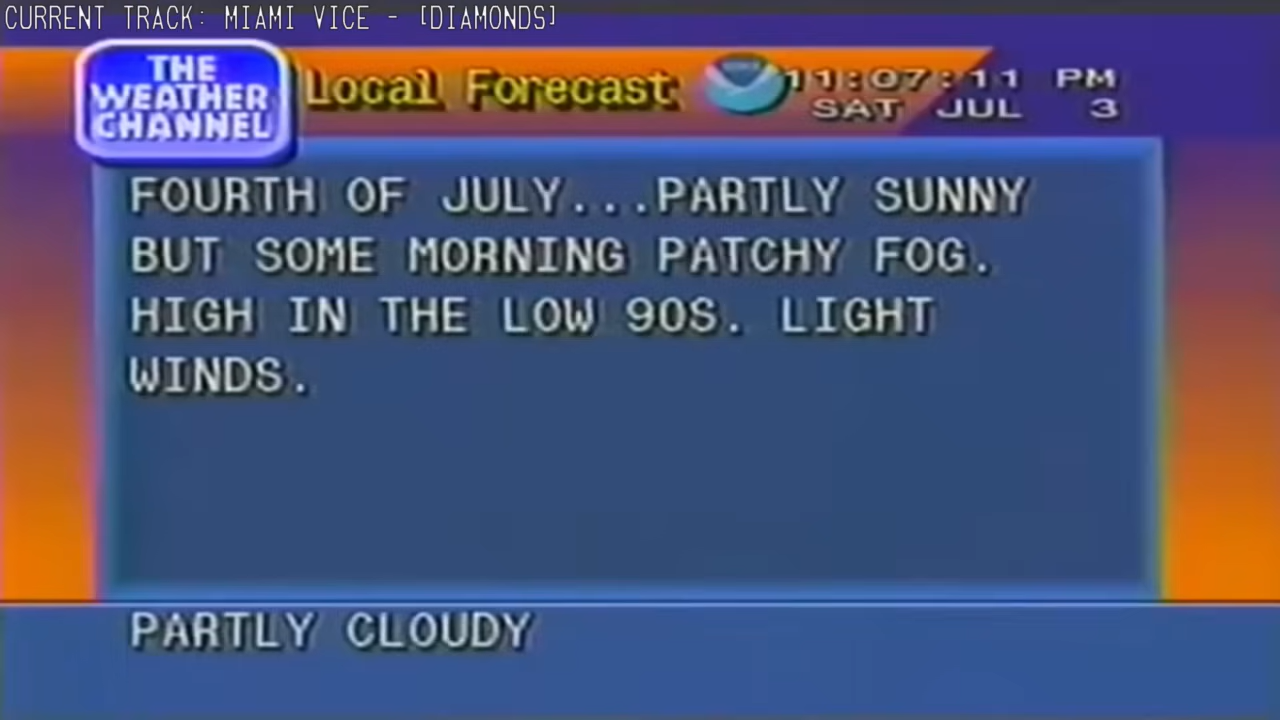 CURRENT TRACK: MIAMI VICE - [DIAMONDS]
THE
WEATHER
CHANNEL
Local Forecast
11:07:11 PM
SAT JUL 3
FOURTH OF JULY...PARTLY SUNNY
BUT SOME MORNING PATCHY FOG.
HIGH IN THE LOW 90S. LIGHT
WINDS.
PARTLY CLOUDY